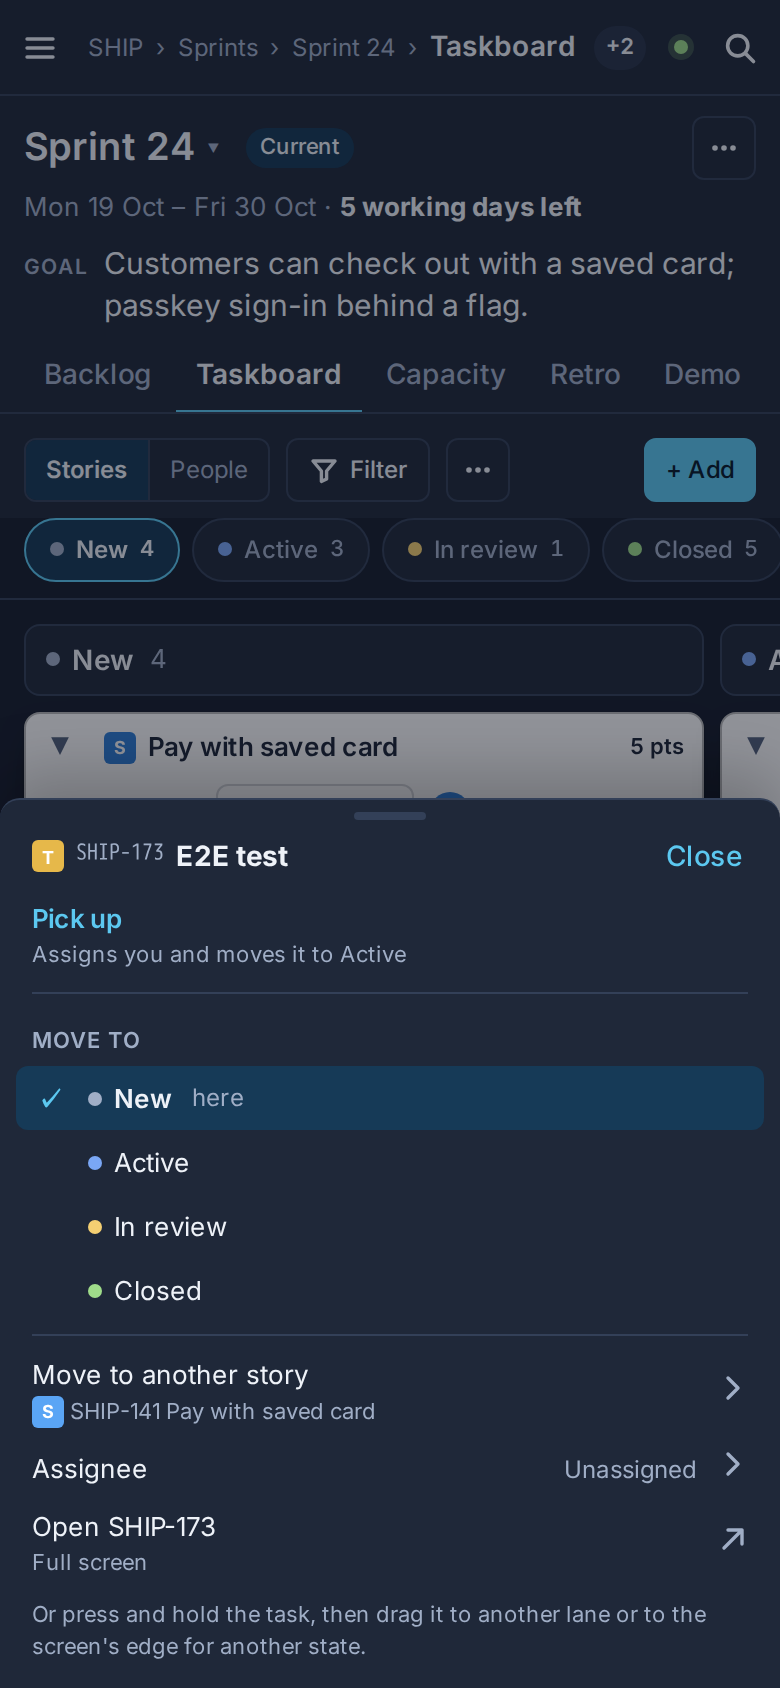 SHIP › Sprints › Sprint 24 › Taskboard +2
Sprint 24 ▾ Current •••
Mon 19 Oct – Fri 30 Oct · 5 working days left
GOAL Customers can check out with a saved card;
passkey sign-in behind a flag.
Backlog Taskboard Capacity Retro Demo
Stories People Filter ••• + Add
New 4 Active 3 In review 1 Closed 5
New 4 A
▼ S Pay with saved card 5 pts ▼
T SHIP-173 E2E test Close
Pick up
Assigns you and moves it to Active
MOVE TO
✓ New here
Active
In review
Closed
Move to another story
S SHIP-141 Pay with saved card
Assignee Unassigned
Open SHIP-173
Full screen
Or press and hold the task, then drag it to another lane or to the
screen's edge for another state.